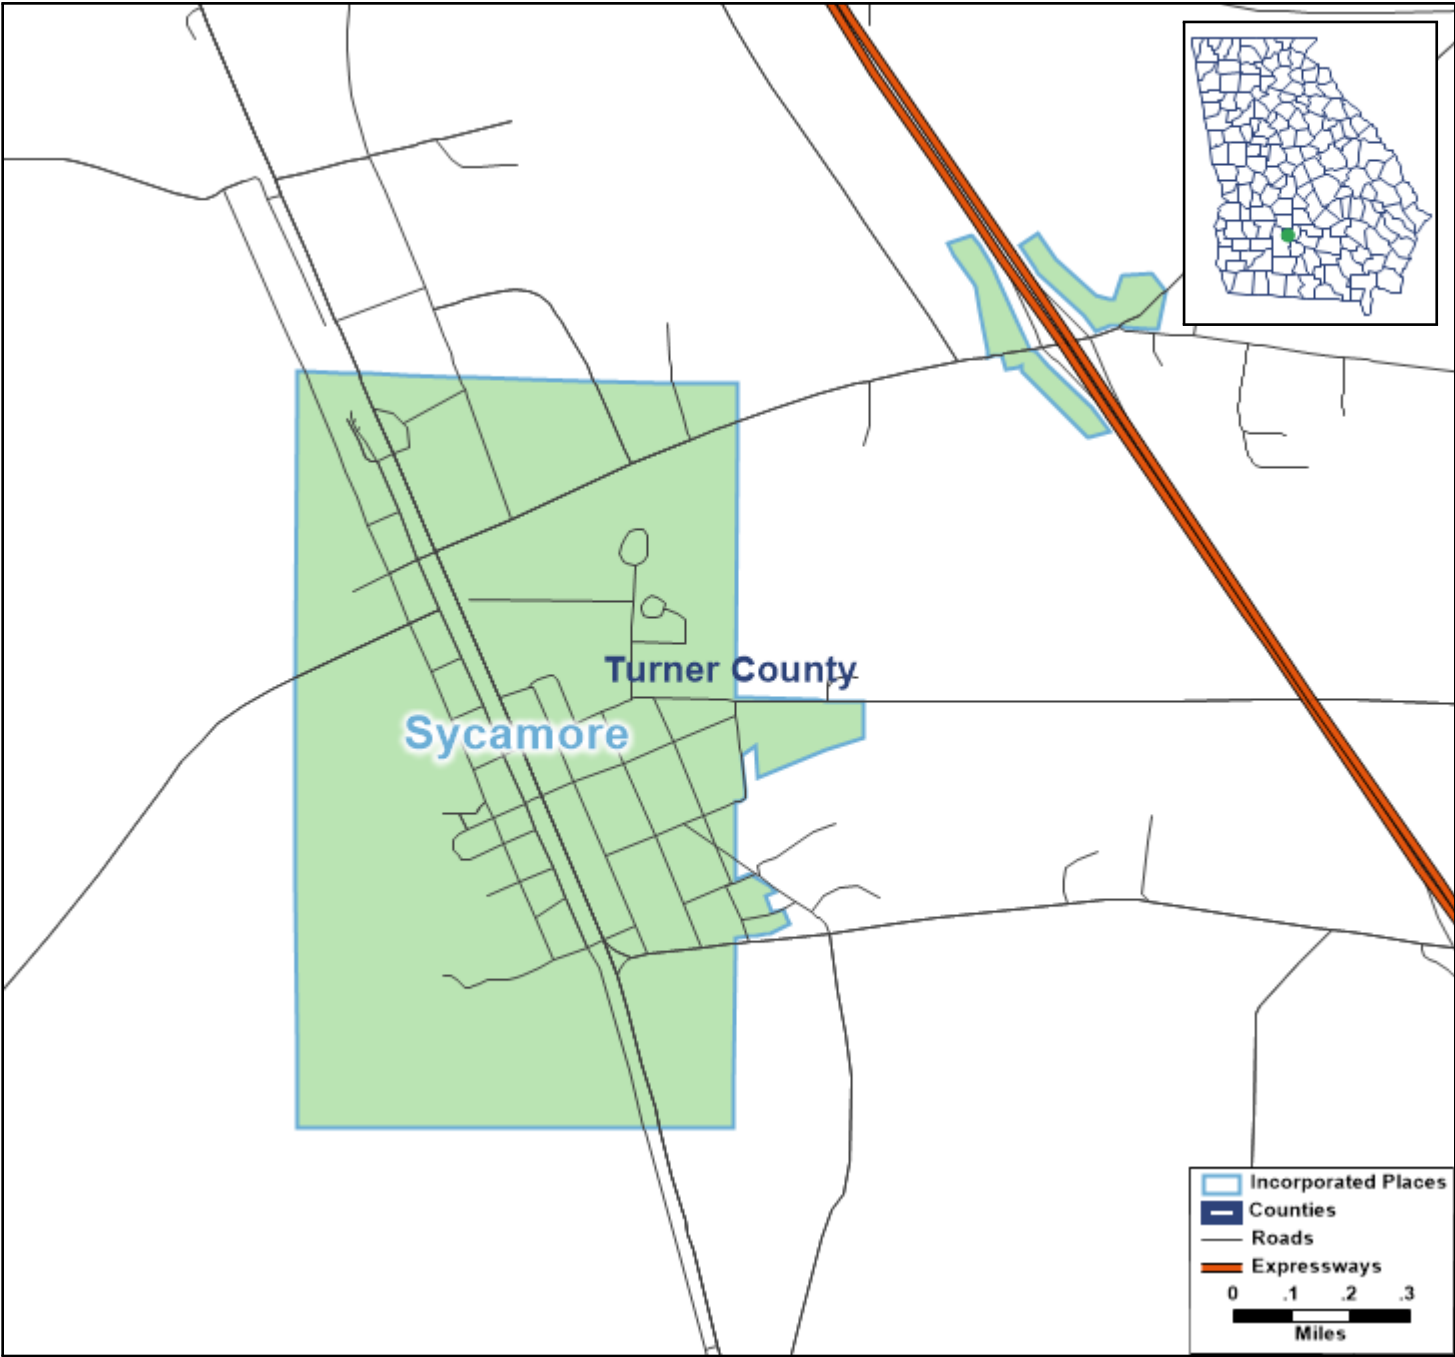 Turner County
Sycamore
Incorporated Places
Counties
Roads
Expressways
0 .1 .2 .3
Miles